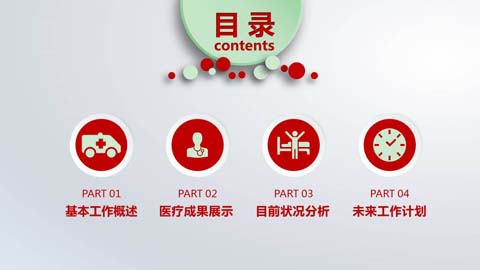 目录
contents
PART 01
基本工作概述
PART 02
医疗成果展示
PART 03
目前状况分析
PART 04
未来工作计划